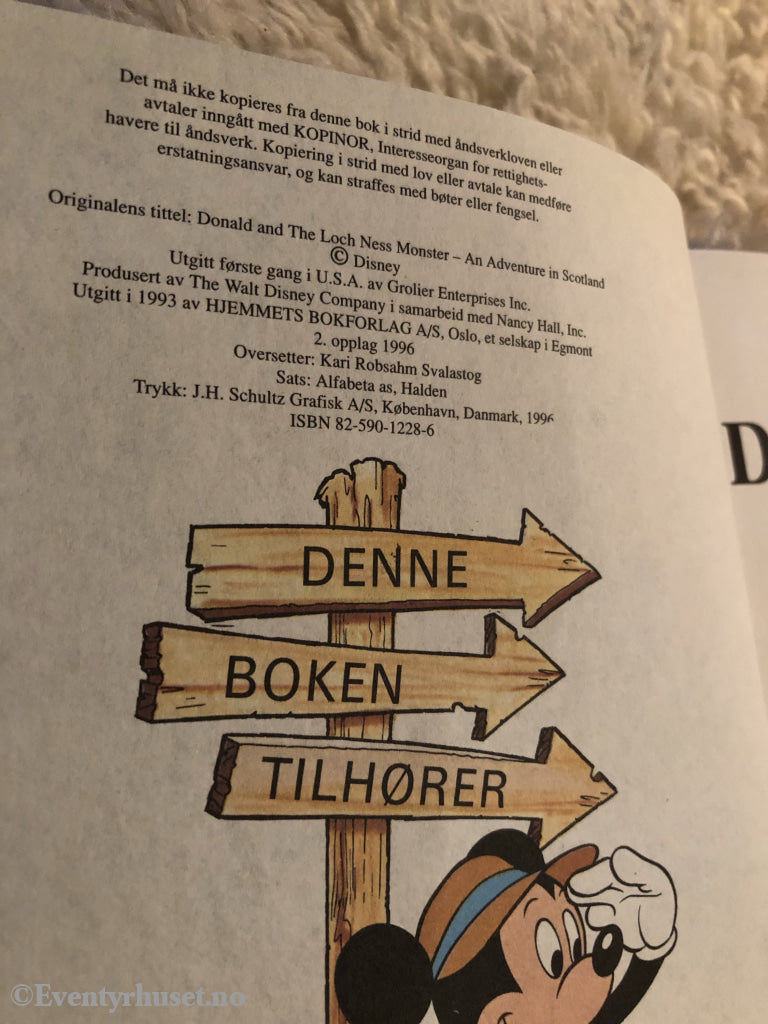 Det må ikke kopieres fra denne bok i strid med åndsverkloven eller
avtaler inngått med KOPINOR, Interesseorgan for rettighets-
havere til åndsverk. Kopiering i strid med lov eller avtale kan medføre
erstatningsansvar, og kan straffes med bøter eller fengsel.
Originalens tittel: Donald and The Loch Ness Monster – An Adventure in Scotland
© Disney
Utgitt første gang i U.S.A. av Grolier Enterprises Inc.
Produsert av The Walt Disney Company i samarbeid med Nancy Hall, Inc.
Utgitt i 1993 av HJEMMETS BOKFORLAG A/S, Oslo, et selskap i Egmont
2. opplag 1996
Oversetter: Kari Robsahm Svalastog
Sats: Alfabeta as, Halden
Trykk: J.H. Schultz Grafisk A/S, København, Danmark, 1996
ISBN 82-590-1228-6
DENNE
BOKEN
TILHØRER
D
©Eventyrhuset.no